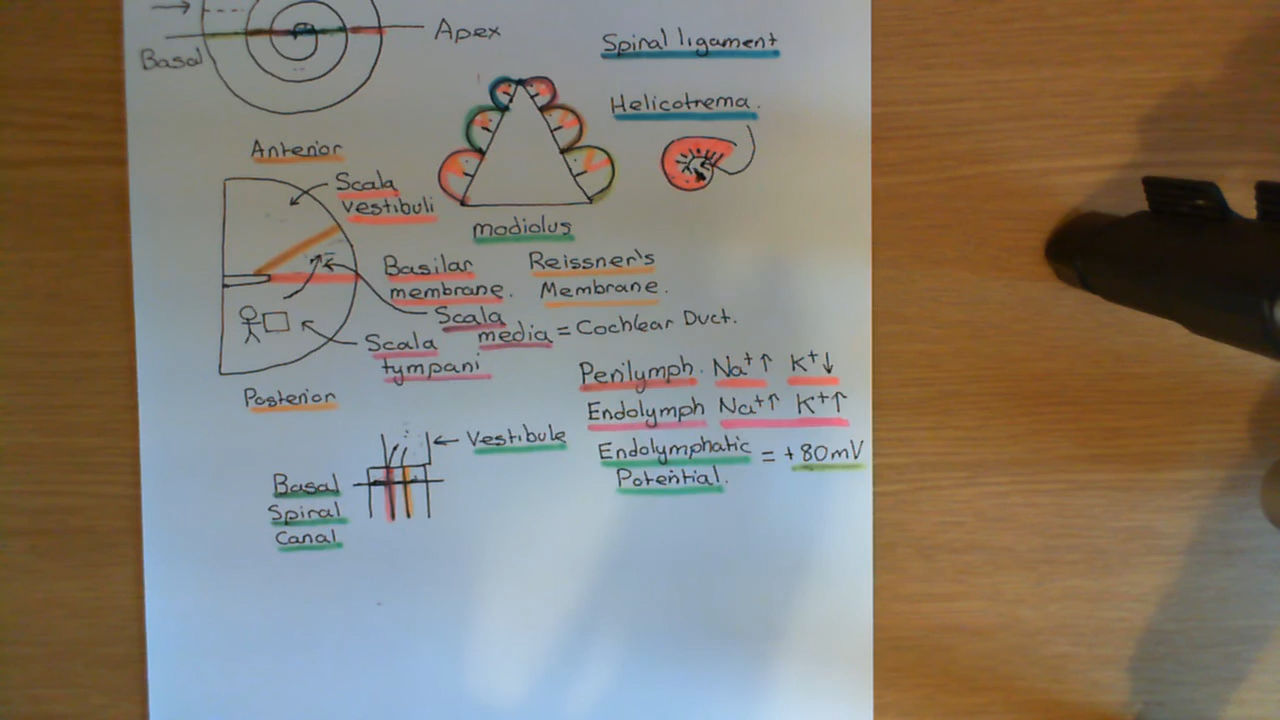 Apex
Basal
Spiral ligament
Helicotrema.
Anterior
Scala
vestibuli
modiolus
Basilar
membrane.
Reissner's
Membrane.
Scala
media = Cochlear Duct.
Scala
tympani
Posterior
Perilymph. Na+↑ K+↓
Endolymph Na+↑ K+↑
Endolymphatic
Potential. = +80mV
Vestibule
Basal
Spiral
Canal